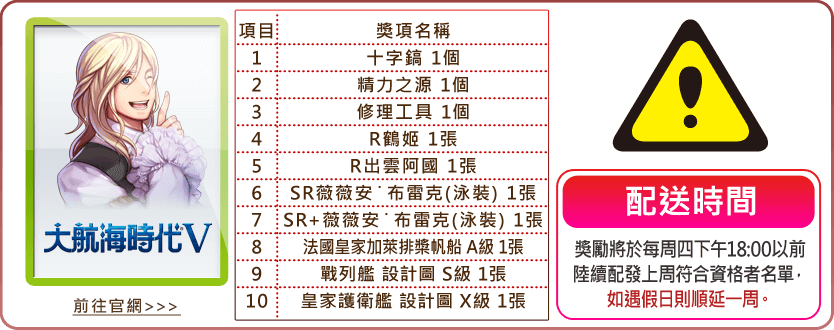 大航海時代V
前往官網>>>
項目 獎項名稱
1 十字鎬 1個
2 精力之源 1個
3 修理工具 1個
4 R鶴姬 1張
5 R出雲阿國 1張
6 SR薇薇安˙布雷克(泳裝) 1張
7 SR+薇薇安˙布雷克(泳裝) 1張
8 法國皇家加萊排槳帆船 A級 1張
9 戰列艦 設計圖 S級 1張
10 皇家護衛艦 設計圖 X級 1張
配送時間
獎勵將於每周四下午18:00以前
陸續配發上周符合資格者名單，
如遇假日則順延一周。